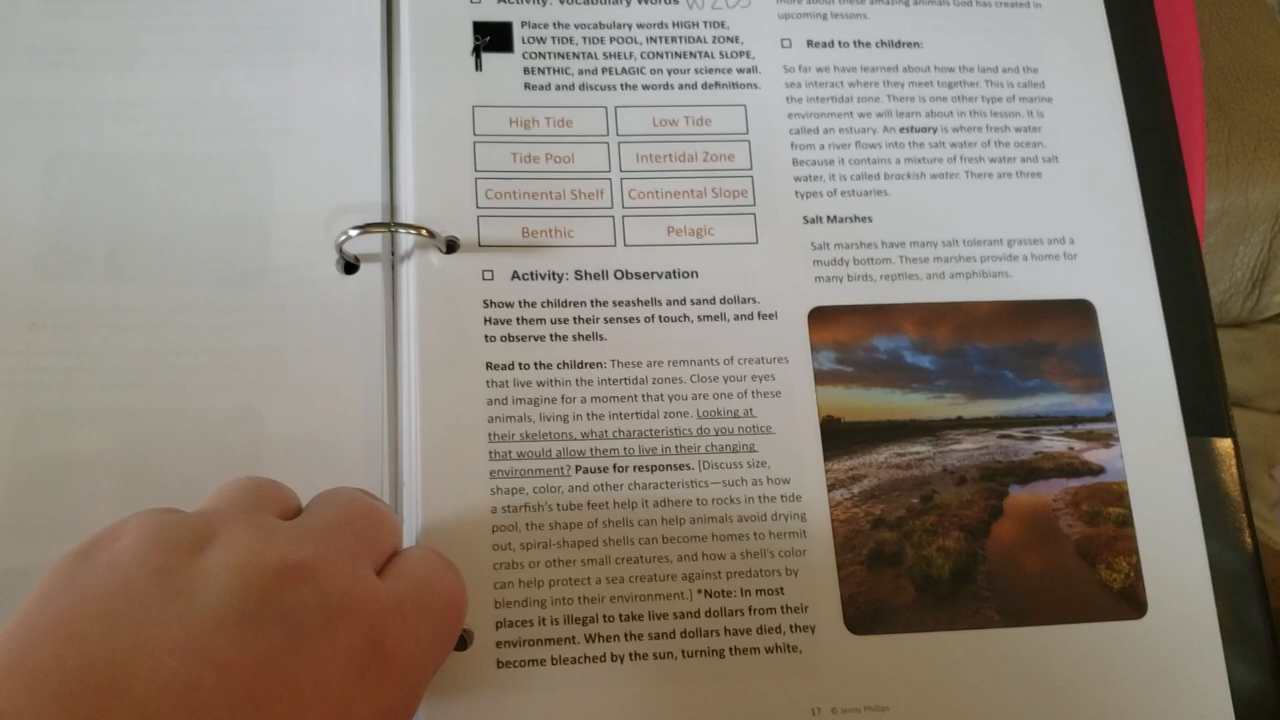 Activity: Vocabulary Words
Place the vocabulary words HIGH TIDE,
LOW TIDE, TIDE POOL, INTERTIDAL ZONE,
CONTINENTAL SHELF, CONTINENTAL SLOPE,
BENTHIC, and PELAGIC on your science wall.
Read and discuss the words and definitions.
High Tide
Low Tide
Tide Pool
Intertidal Zone
Continental Shelf
Continental Slope
Benthic
Pelagic
Activity: Shell Observation
Show the children the seashells and sand dollars.
Have them use their senses of touch, smell, and feel
to observe the shells.
Read to the children: These are remnants of creatures
that live within the intertidal zones. Close your eyes
and imagine for a moment that you are one of these
animals, living in the intertidal zone. Looking at
their skeletons, what characteristics do you notice
that would allow them to live in their changing
environment? Pause for responses. [Discuss size,
shape, color, and other characteristics—such as how
a starfish's tube feet help it adhere to rocks in the tide
pool, the shape of shells can help animals avoid drying
out, spiral-shaped shells can become homes to hermit
crabs or other small creatures, and how a shell's color
can help protect a sea creature against predators by
blending into their environment.] *Note: In most
places it is illegal to take live sand dollars from their
environment. When the sand dollars have died, they
become bleached by the sun, turning them white,
more about these amazing animals God has created in
upcoming lessons.
Read to the children:
So far we have learned about how the land and the
sea interact where they meet together. This is called
the intertidal zone. There is one other type of marine
environment we will learn about in this lesson. It is
called an estuary. An estuary is where fresh water
from a river flows into the salt water of the ocean.
Because it contains a mixture of fresh water and salt
water, it is called brackish water. There are three
types of estuaries.
Salt Marshes
Salt marshes have many salt tolerant grasses and a
muddy bottom. These marshes provide a home for
many birds, reptiles, and amphibians.
17 © Jenny Phillips